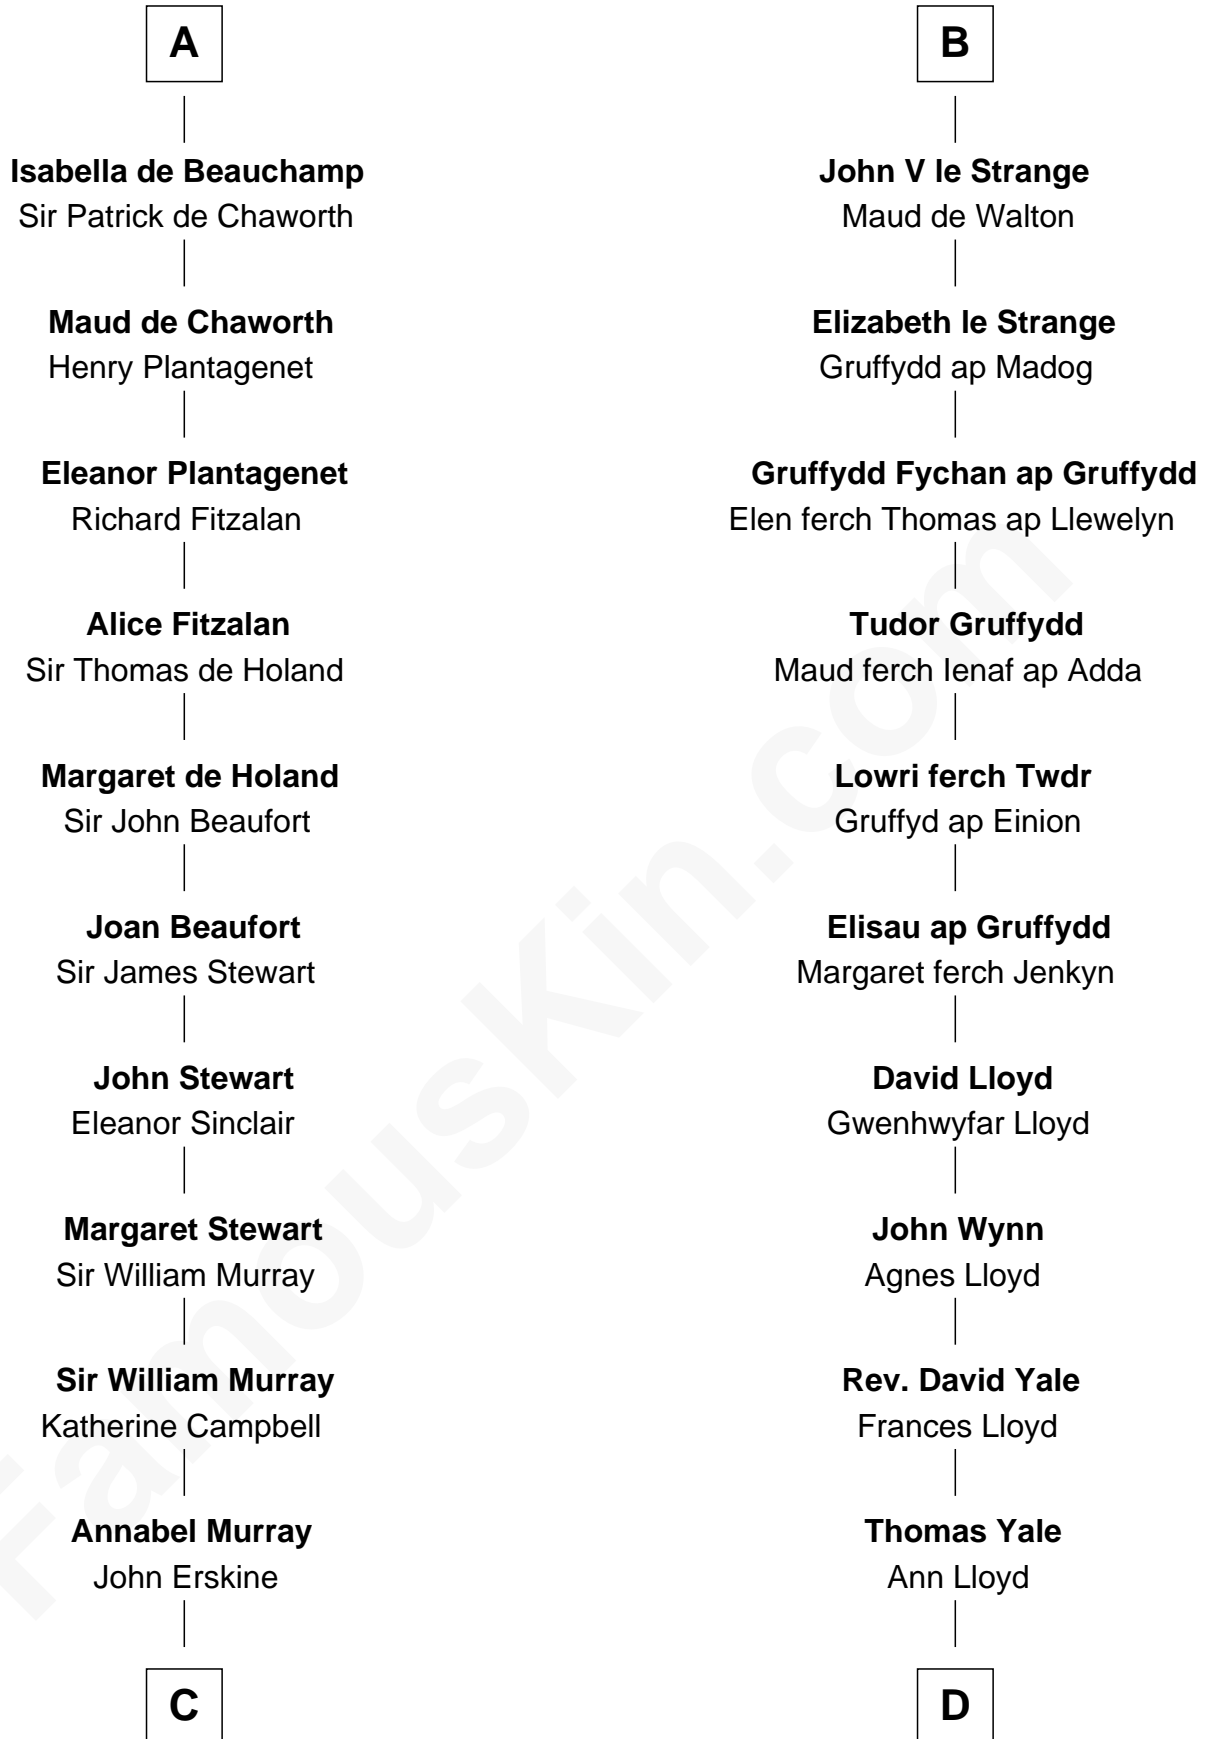 A
Isabella de Beauchamp
Sir Patrick de Chaworth
Maud de Chaworth
Henry Plantagenet
Eleanor Plantagenet
Richard Fitzalan
Alice Fitzalan
Sir Thomas de Holand
Margaret de Holand
Sir John Beaufort
Joan Beaufort
Sir James Stewart
John Stewart
Eleanor Sinclair
Margaret Stewart
Sir William Murray
Sir William Murray
Katherine Campbell
Annabel Murray
John Erskine
C
B
John V le Strange
Maud de Walton
Elizabeth le Strange
Gruffydd ap Madog
Gruffydd Fychan ap Gruffydd
Elen ferch Thomas ap Llewelyn
Tudor Gruffydd
Maud ferch Ienaf ap Adda
Lowri ferch Twdr
Gruffyd ap Einion
Elisau ap Gruffydd
Margaret ferch Jenkyn
David Lloyd
Gwenhwyfar Lloyd
John Wynn
Agnes Lloyd
Rev. David Yale
Frances Lloyd
Thomas Yale
Ann Lloyd
D
FamousKin.com